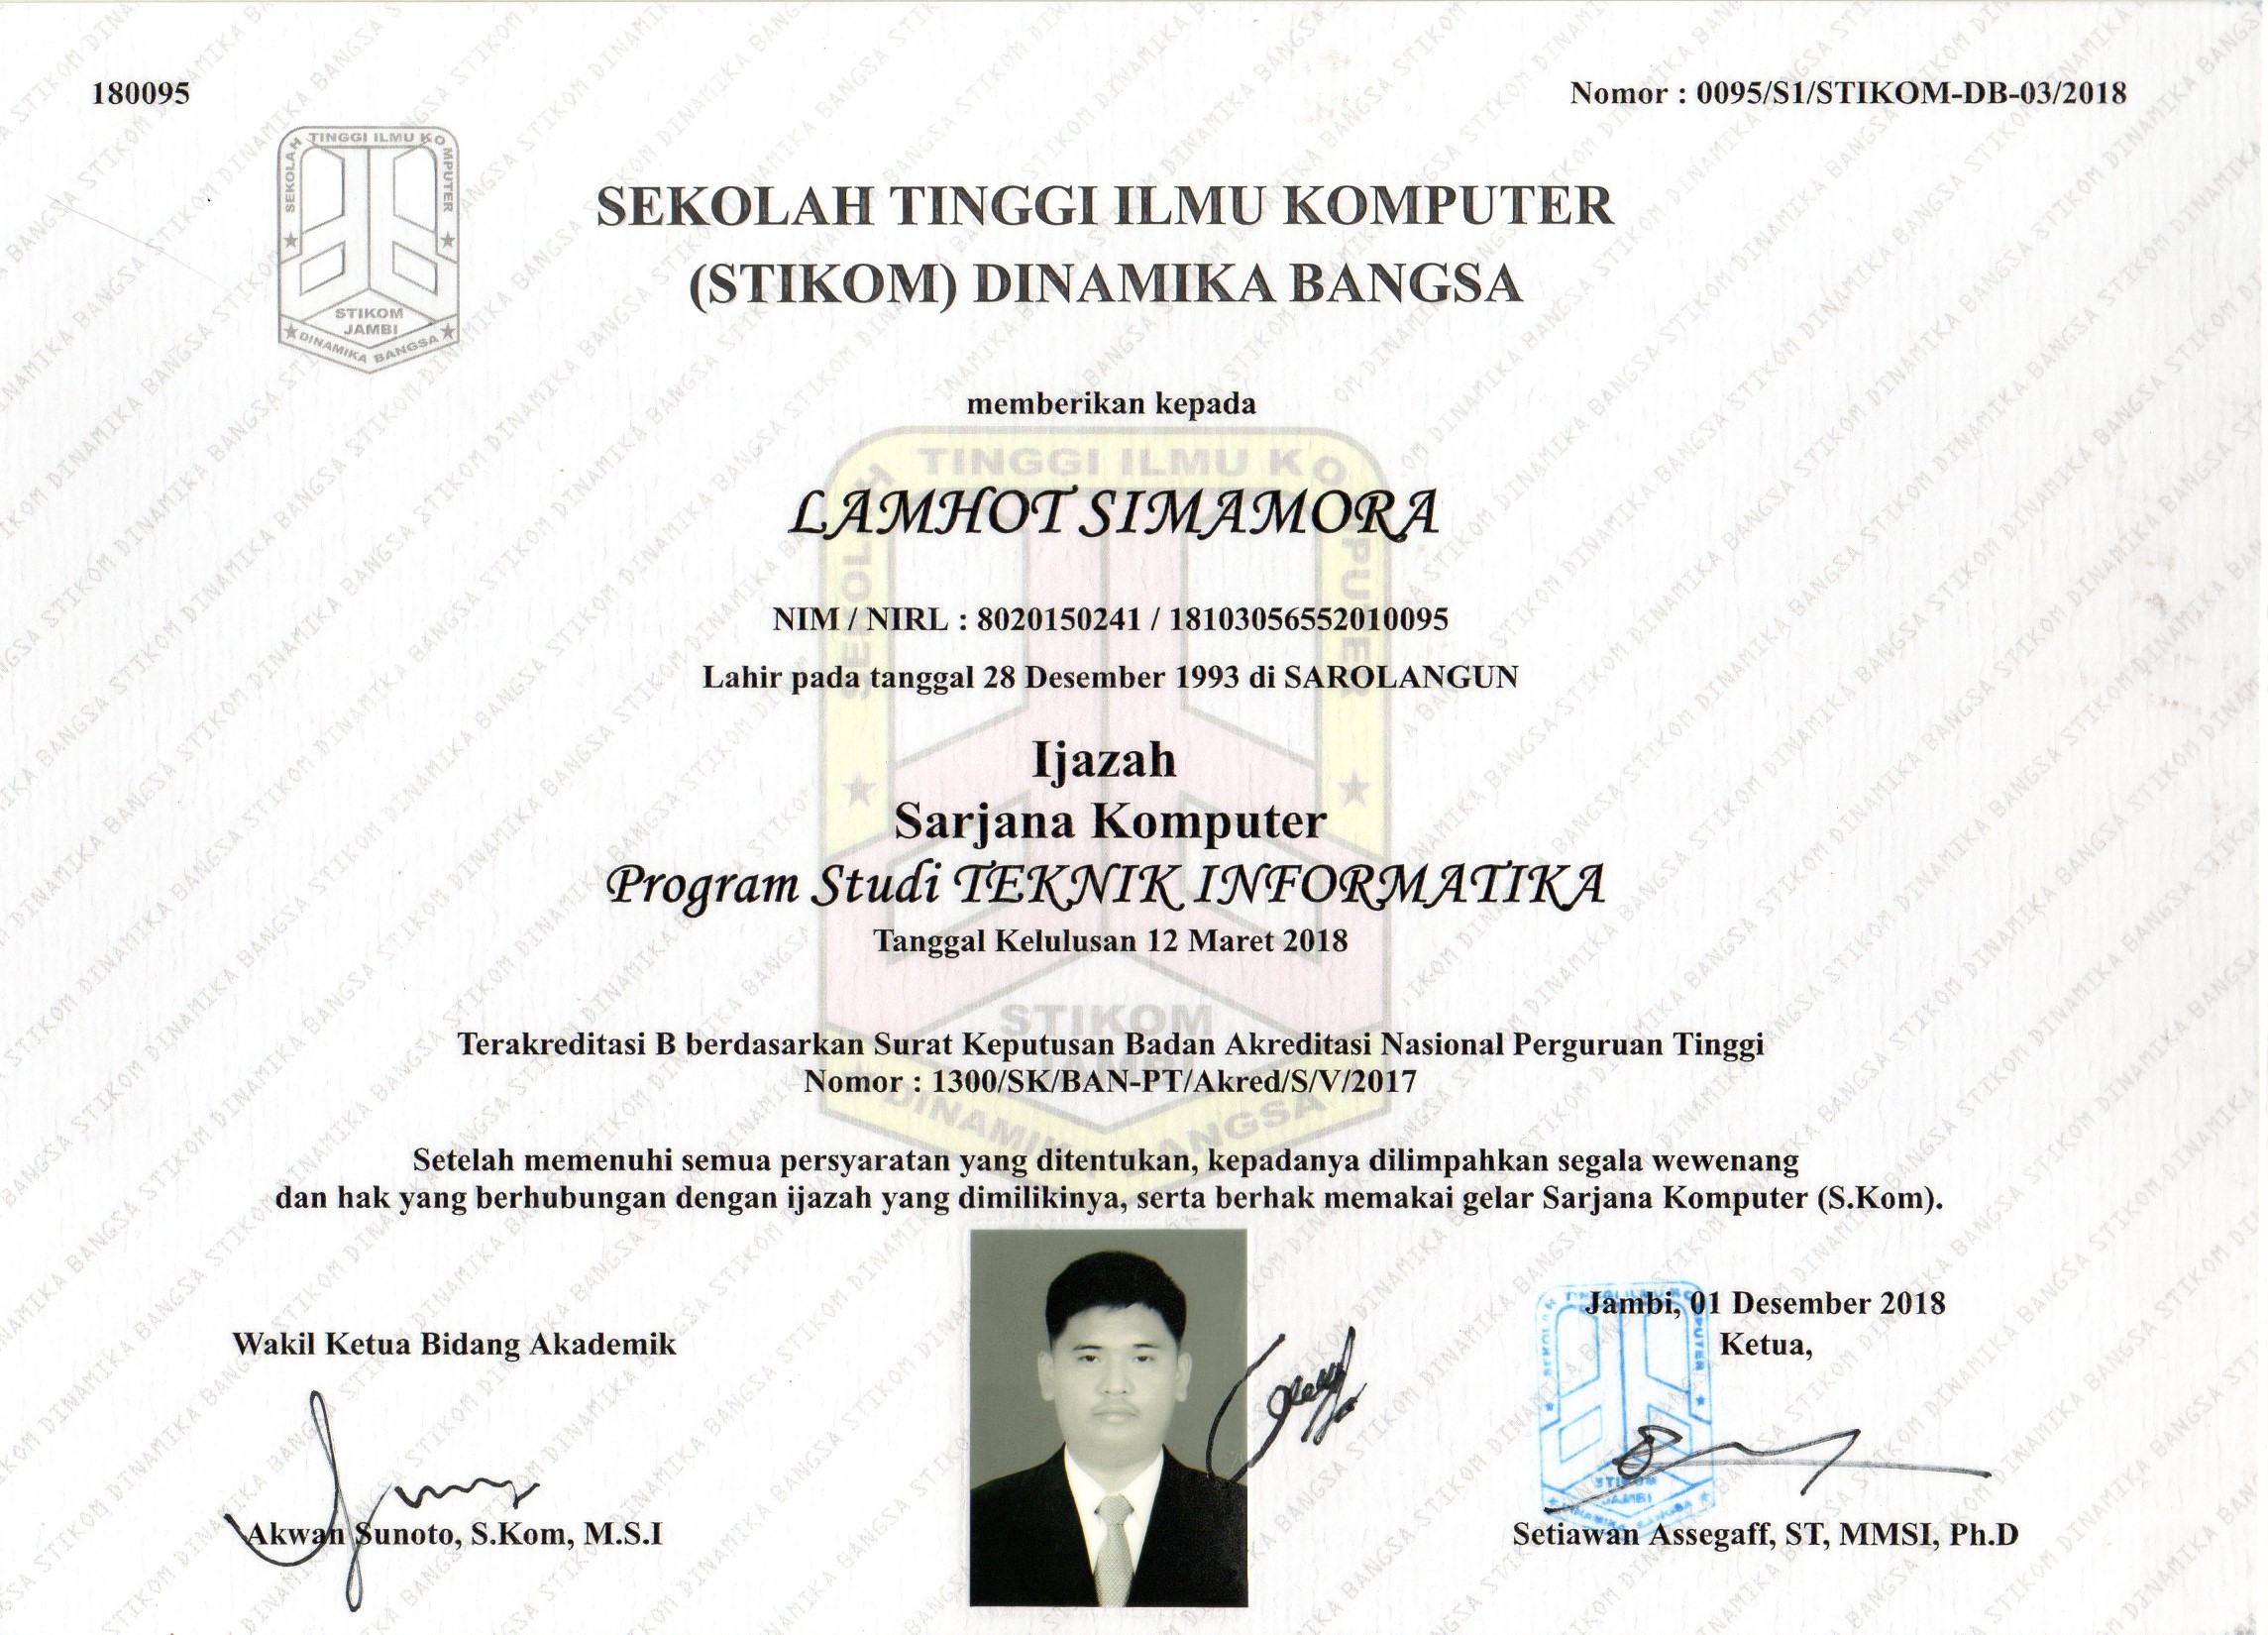 180095
Nomor : 0095/S1/STIKOM-DB-03/2018
SEKOLAH TINGGI ILMU KOMPUTER
STIKOM
JAMBI
DINAMIKA BANGSA
SEKOLAH TINGGI ILMU KOMPUTER
(STIKOM) DINAMIKA BANGSA
memberikan kepada
LAMHOT SIMAMORA
NIM / NIRL : 8020150241 / 18103056552010095
Lahir pada tanggal 28 Desember 1993 di SAROLANGUN
Ijazah
Sarjana Komputer
Program Studi TEKNIK INFORMATIKA
Tanggal Kelulusan 12 Maret 2018
Terakreditasi B berdasarkan Surat Keputusan Badan Akreditasi Nasional Perguruan Tinggi
Nomor : 1300/SK/BAN-PT/Akred/S/V/2017
Setelah memenuhi semua persyaratan yang ditentukan, kepadanya dilimpahkan segala wewenang
dan hak yang berhubungan dengan ijazah yang dimilikinya, serta berhak memakai gelar Sarjana Komputer (S.Kom).
Jambi, 01 Desember 2018
Wakil Ketua Bidang Akademik
Ketua,
STIKOM
JAMBI
Akwan Sunoto, S.Kom, M.S.I
Setiawan Assegaff, ST, MMSI, Ph.D